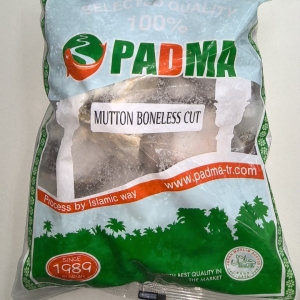 SELECTED QUALITY
100%
PADMA
MUTTON BONELESS CUT
Process by Islamic way
www.padma-tr.com
SINCE
1989
BEST QUALITY IN
THE MARKET